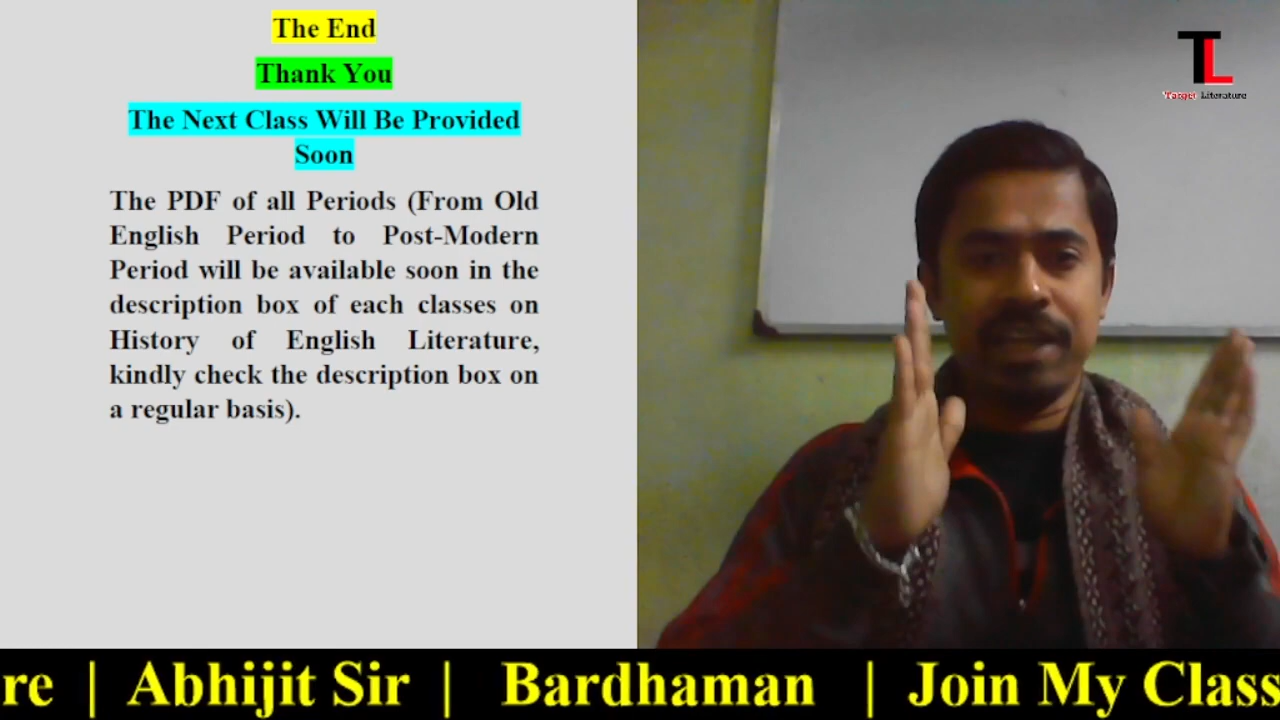 The End
Thank You
The Next Class Will Be Provided
Soon
The PDF of all Periods (From Old
English Period to Post-Modern
Period will be available soon in the
description box of each classes on
History of English Literature,
kindly check the description box on
a regular basis).
TL
Target Literature
re | Abhijit Sir | Bardhaman | Join My Class